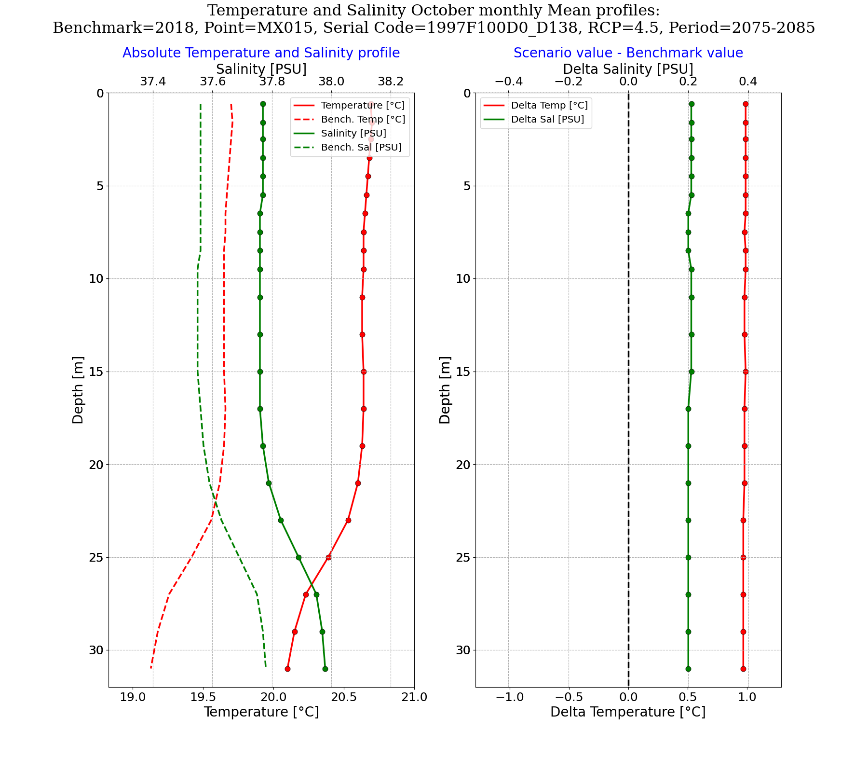 Temperature and Salinity October monthly Mean profiles:
Benchmark=2018, Point=MX015, Serial Code=1997F100D0_D138, RCP=4.5, Period=2075-2085
Absolute Temperature and Salinity profile
Salinity [PSU]
37.4 37.6 37.8 38.0 38.2
Temperature [°C]
Bench. Temp [°C]
Salinity [PSU]
Bench. Sal [PSU]
0
5
10
15
20
25
30
Depth [m]
19.0 19.5 20.0 20.5 21.0
Temperature [°C]
Scenario value - Benchmark value
Delta Salinity [PSU]
−0.4 −0.2 0.0 0.2 0.4
Delta Temp [°C]
Delta Sal [PSU]
0
5
10
15
20
25
30
Depth [m]
−1.0 −0.5 0.0 0.5 1.0
Delta Temperature [°C]